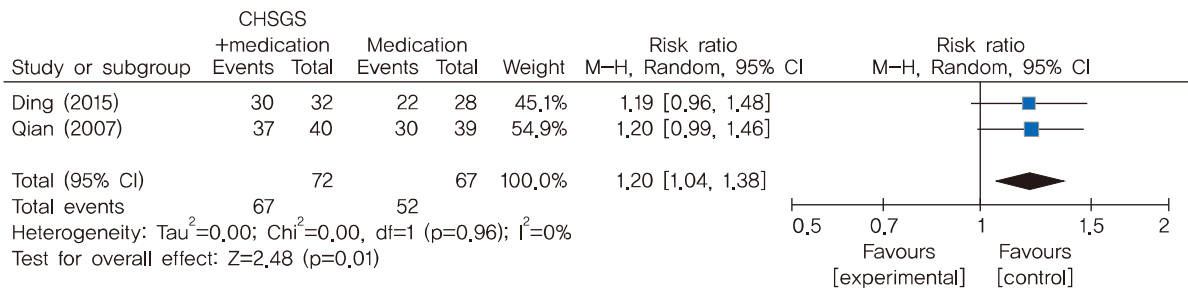 CHSGS
+medication Medication Risk ratio Risk ratio
Study or subgroup Events Total Events Total Weight M-H, Random, 95% CI M-H, Random, 95% CI
Ding (2015) 30 32 22 28 45.1% 1.19 [0.96, 1.48]
Qian (2007) 37 40 30 39 54.9% 1.20 [0.99, 1.46]
Total (95% CI) 72 67 100.0% 1.20 [1.04, 1.38]
Total events 67 52
Heterogeneity: Tau²=0.00; Chi²=0.00, df=1 (p=0.96); I²=0%
Test for overall effect: Z=2.48 (p=0.01)
0.5 0.7 1 1.5 2
Favours Favours
[experimental] [control]